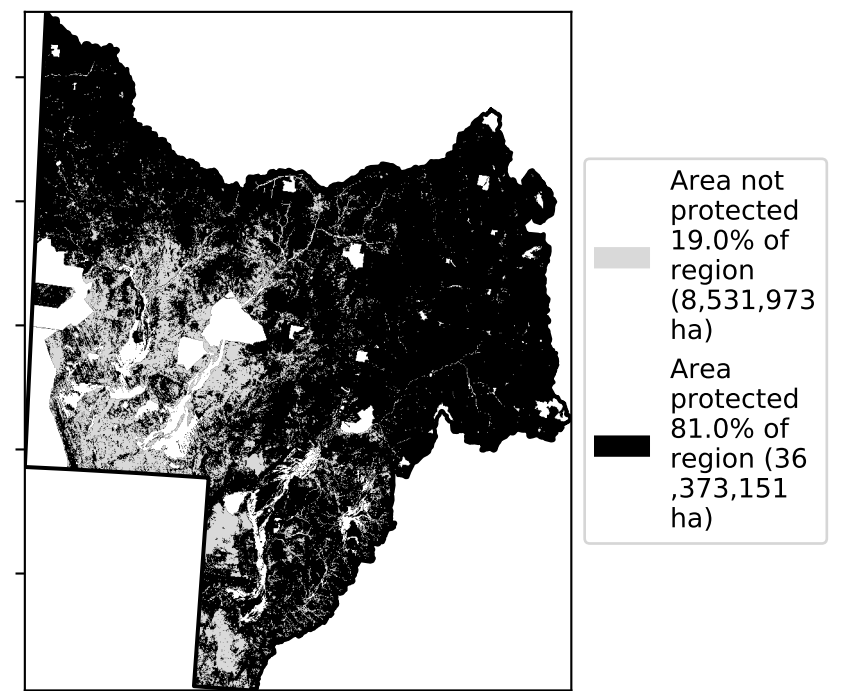 Area not
protected
19.0% of
region
(8,531,973
ha)
Area
protected
81.0% of
region (36
,373,151
ha)